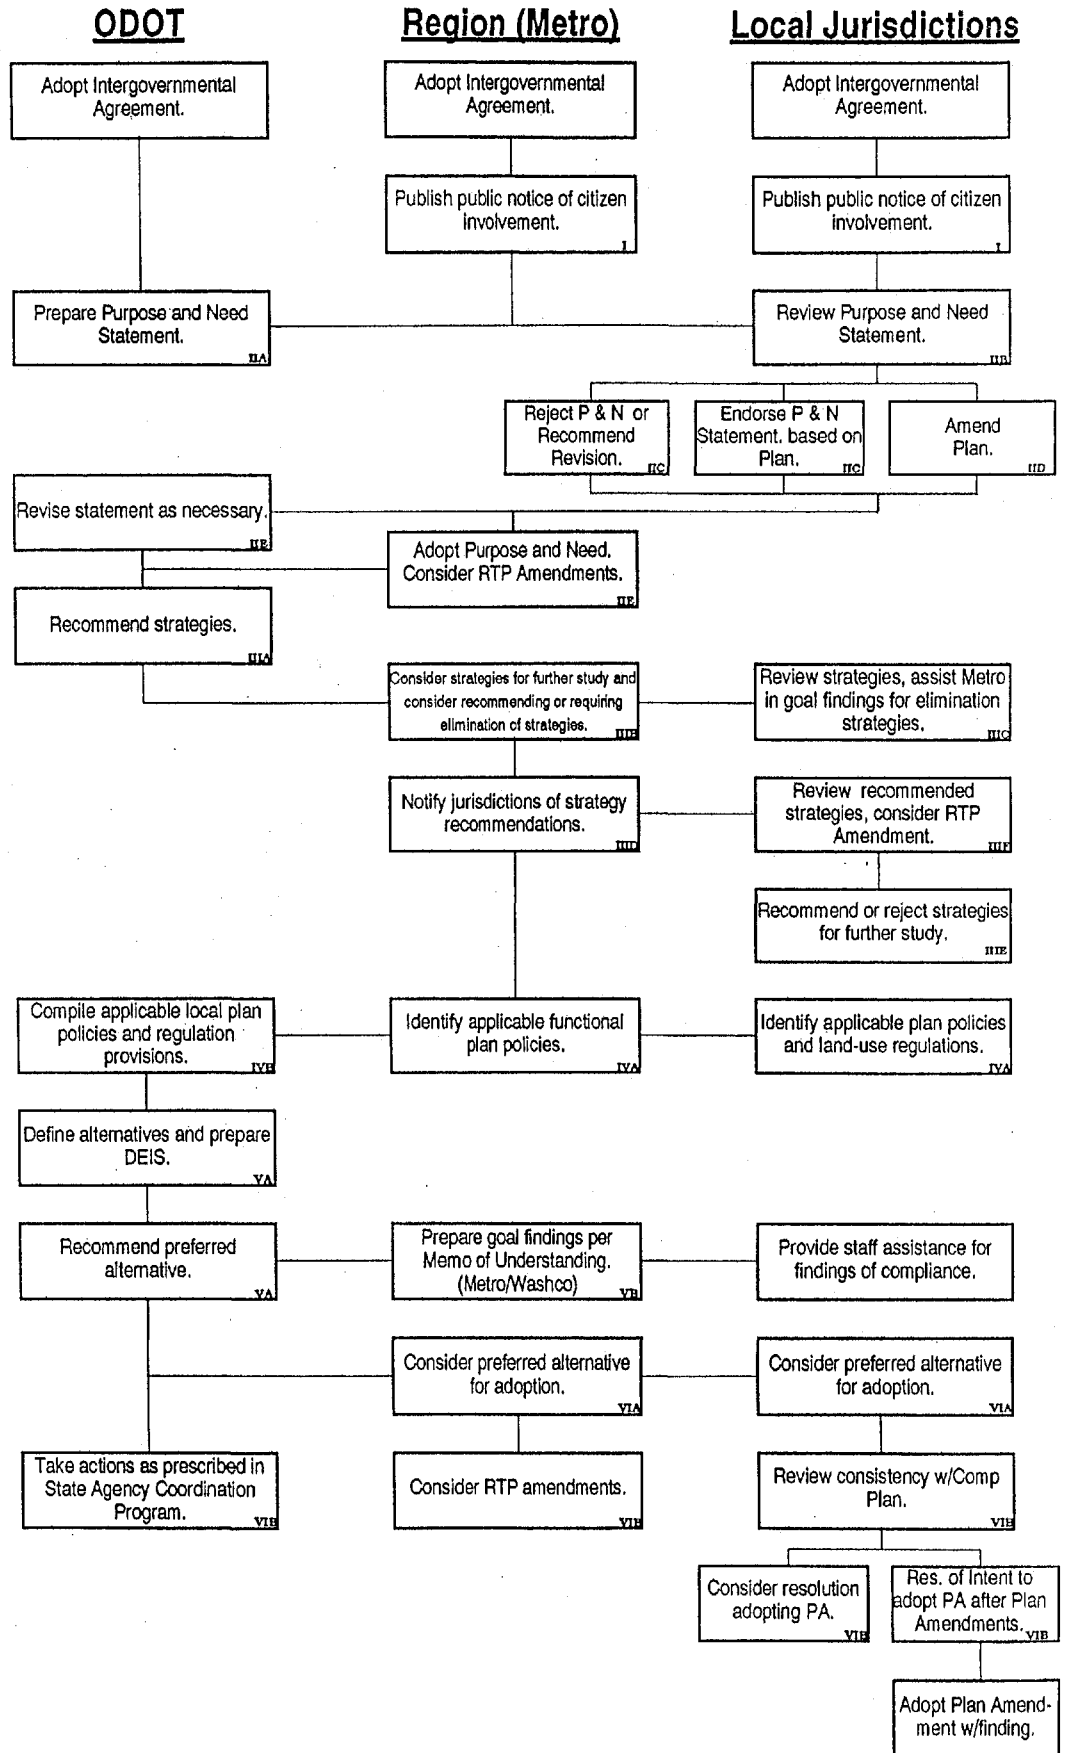 ODOT
Region (Metro)
Local Jurisdictions
Adopt Intergovernmental
Agreement.
Adopt Intergovernmental
Agreement.
Adopt Intergovernmental
Agreement.
Publish public notice of citizen
involvement.
I
Publish public notice of citizen
involvement.
I
Prepare Purpose and Need
Statement.
IIA
Review Purpose and Need
Statement.
IIB
Reject P & N or
Recommend
Revision.
IIC
Endorse P & N
Statement. based on
Plan.
IIC
Amend
Plan.
IID
Revise statement as necessary.
IIE
Adopt Purpose and Need.
Consider RTP Amendments.
IIE
Recommend strategies.
IIIA
Consider strategies for further study and
consider recommending or requiring
elimination of strategies.
IIIB
Review strategies, assist Metro
in goal findings for elimination
strategies.
IIIC
Notify jurisdictions of strategy
recommendations.
IIID
Review recommended
strategies, consider RTP
Amendment.
IIIF
Recommend or reject strategies
for further study.
IIIE
Compile applicable local plan
policies and regulation
provisions.
IVB
Identify applicable functional
plan policies.
IVA
Identify applicable plan policies
and land-use regulations.
IVA
Define alternatives and prepare
DEIS.
VA
Recommend preferred
alternative.
VA
Prepare goal findings per
Memo of Understanding.
(Metro/Washco)
VB
Provide staff assistance for
findings of compliance.
Consider preferred alternative
for adoption.
VIA
Consider preferred alternative
for adoption.
VIA
Take actions as prescribed in
State Agency Coordination
Program.
VIB
Consider RTP amendments.
VIB
Review consistency w/Comp
Plan.
VIB
Consider resolution
adopting PA.
VIB
Res. of Intent to
adopt PA after Plan
Amendments.
VIB
Adopt Plan Amend-
ment w/finding.